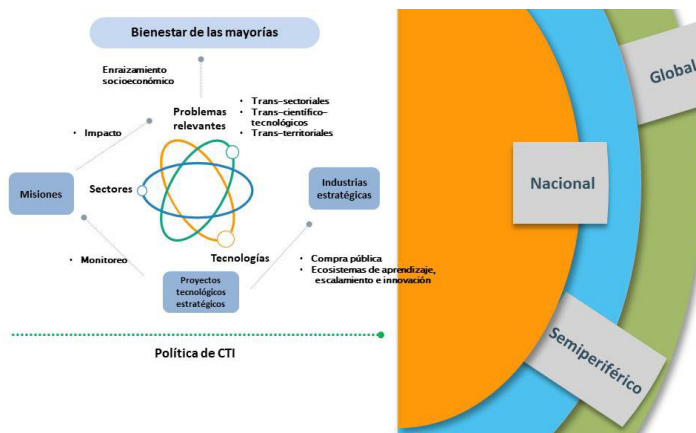 Bienestar de las mayorías
Enraizamiento
socioeconómico
Problemas
relevantes
• Trans-sectoriales
• Trans-científico-
tecnológicos
• Trans-territoriales
• Impacto
Misiones
Sectores
Industrias
estratégicas
Tecnologías
• Monitoreo
Proyectos
tecnológicos
estratégicos
• Compra pública
• Ecosistemas de aprendizaje,
escalamiento e innovación
Política de CTI
Global
Nacional
Semiperiférico